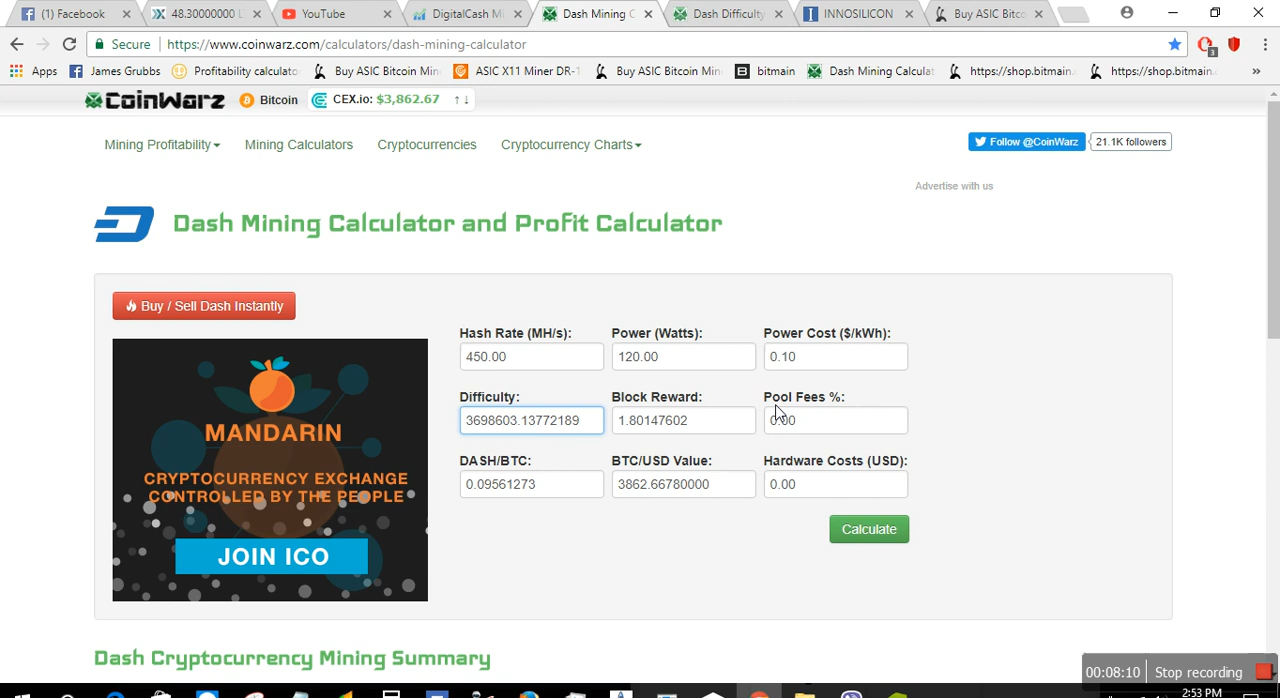 (1) Facebook
48.30000000 L
YouTube
DigitalCash Mi
Dash Mining C
Dash Difficulty
INNOSILICON
Buy ASIC Bitco
Secure | https://www.coinwarz.com/calculators/dash-mining-calculator
3
Apps James Grubbs Profitability calculato Buy ASIC Bitcoin Min ASIC X11 Miner DR-1 Buy ASIC Bitcoin Min bitmain Dash Mining Calculat https://shop.bitmain. https://shop.bitmain. »
CoinWarz Bitcoin CEX.io: $3,862.67 ↑↓
Mining Profitability Mining Calculators Cryptocurrencies Cryptocurrency Charts
Follow @CoinWarz 21.1K followers
Advertise with us
Dash Mining Calculator and Profit Calculator
Buy / Sell Dash Instantly
MANDARIN
CRYPTOCURRENCY EXCHANGE
CONTROLLED BY THE PEOPLE
JOIN ICO
Hash Rate (MH/s): Power (Watts): Power Cost ($/kWh):
450.00 120.00 0.10
Difficulty: Block Reward: Pool Fees %:
3698603.13772189 1.80147602 0.00
DASH/BTC: BTC/USD Value: Hardware Costs (USD):
0.09561273 3862.66780000 0.00
Calculate
Dash Cryptocurrency Mining Summary
00:08:10 Stop recording
2:53 PM